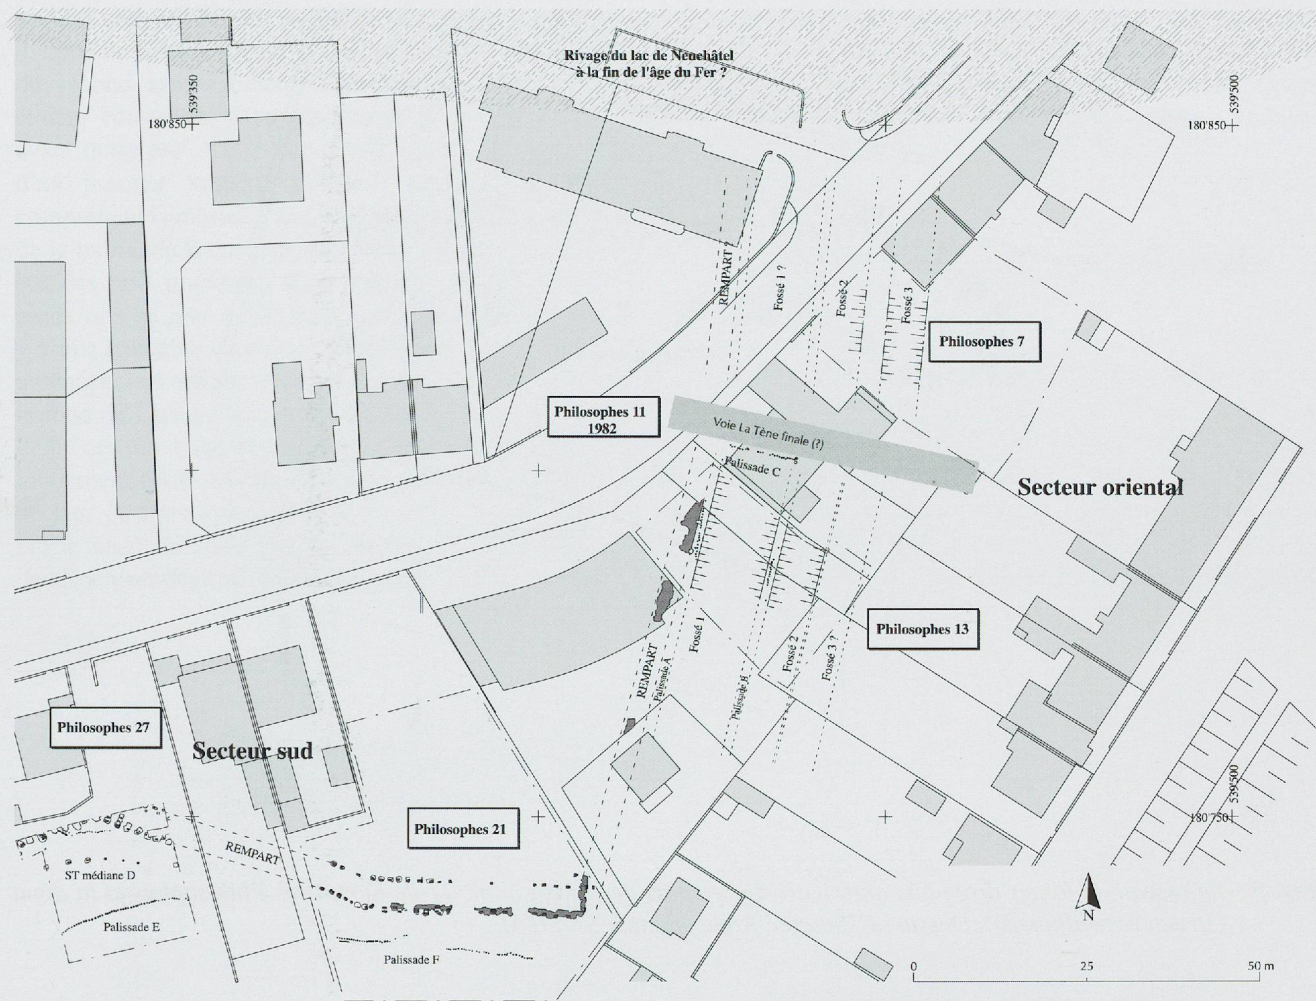 Rivage du lac de Neuchâtel
à la fin de l'âge du Fer ?
539'350
180'850
539'500
180'850
REMPART ?
Fossé 1 ?
Fossé 2
Fossé 3
Philosophes 7
Philosophes 11
1982
Voie La Tène finale (?)
Palissade C
Secteur oriental
Philosophes 13
Fossé 1
Fossé 2
Fossé 3 ?
REMPART
Palissade A
Palissade B
Philosophes 27
Secteur sud
539'500
180'750
Philosophes 21
REMPART
ST médiane D
Palissade E
Palissade F
N
0
25
50 m